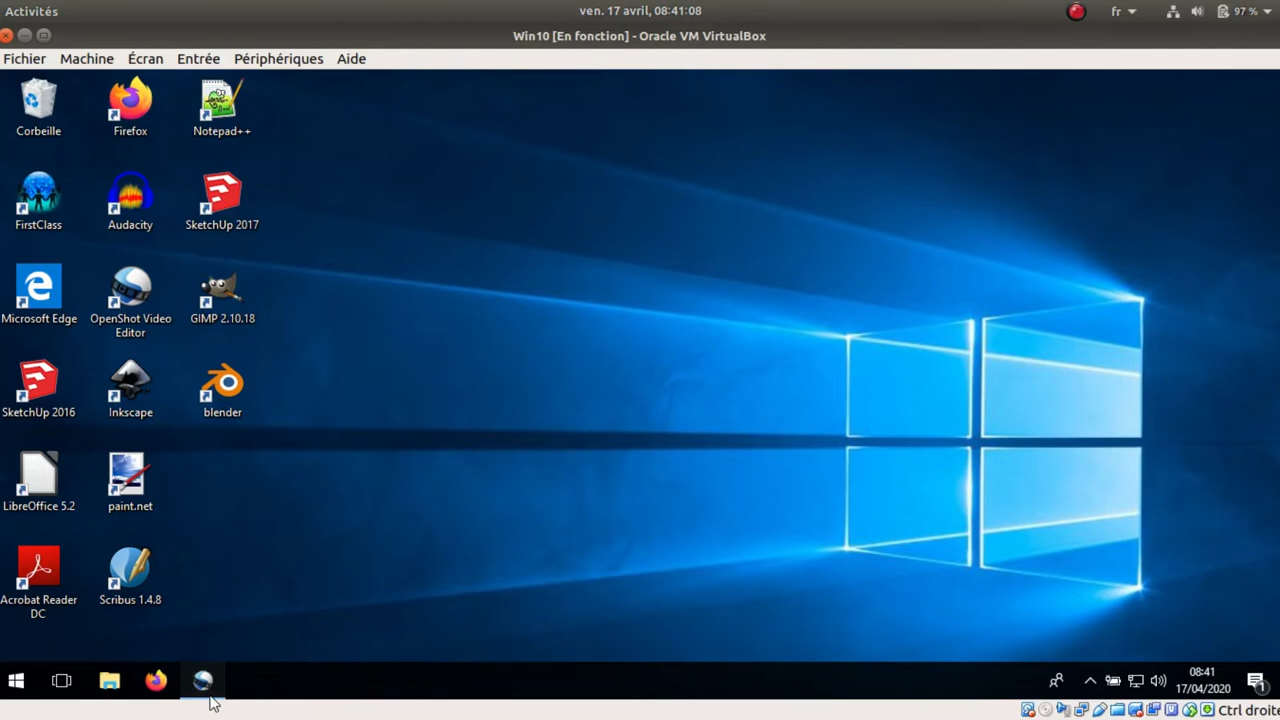 Activités
ven. 17 avril, 08:41:08
fr
97 %
Win10 [En fonction] - Oracle VM VirtualBox
Fichier Machine Écran Entrée Périphériques Aide
Corbeille
Firefox
Notepad++
FirstClass
Audacity
SketchUp 2017
Microsoft Edge
OpenShot Video
Editor
GIMP 2.10.18
SketchUp 2016
Inkscape
blender
LibreOffice 5.2
paint.net
Acrobat Reader
DC
Scribus 1.4.8
08:41
17/04/2020
1
Ctrl droite